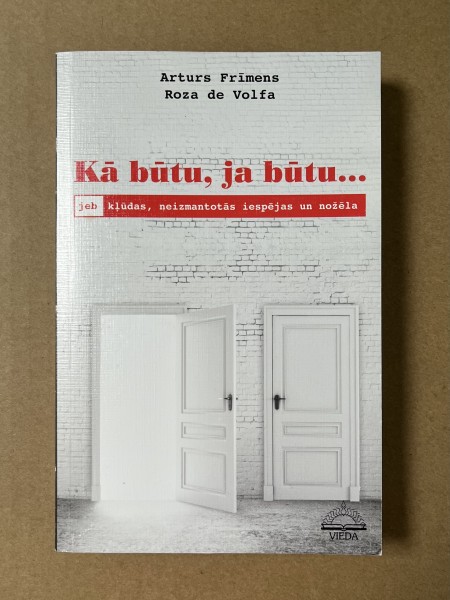 Arturs Frīmens
Roza de Volfa
Kā būtu, ja būtu...
jeb kļūdas, neizmantotās iespējas un nožēla
VIEDA